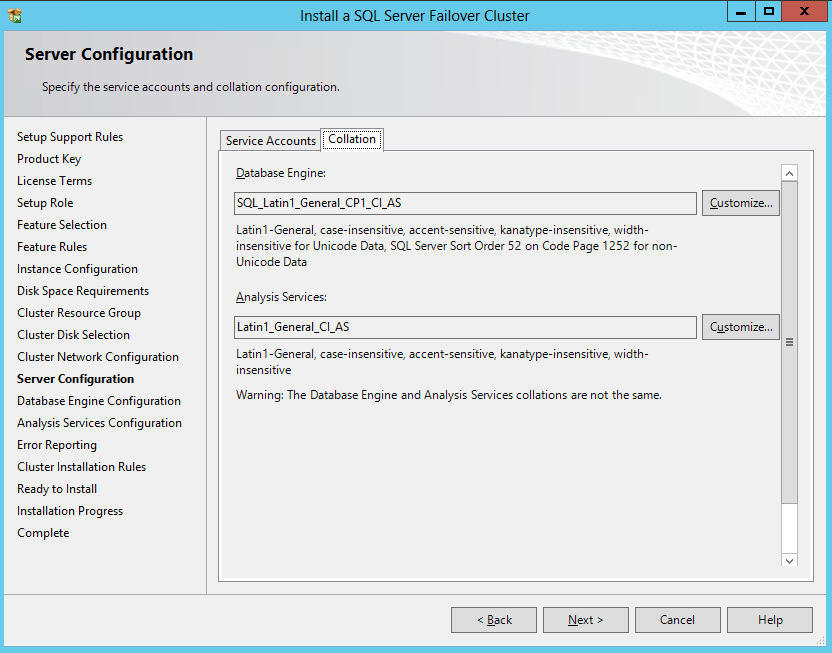 Install a SQL Server Failover Cluster
Server Configuration
Specify the service accounts and collation configuration.
Setup Support Rules
Product Key
License Terms
Setup Role
Feature Selection
Feature Rules
Instance Configuration
Disk Space Requirements
Cluster Resource Group
Cluster Disk Selection
Cluster Network Configuration
Server Configuration
Database Engine Configuration
Analysis Services Configuration
Error Reporting
Cluster Installation Rules
Ready to Install
Installation Progress
Complete
Service Accounts
Collation
Database Engine:
SQL_Latin1_General_CP1_CI_AS
Customize...
Latin1-General, case-insensitive, accent-sensitive, kanatype-insensitive, width-
insensitive for Unicode Data, SQL Server Sort Order 52 on Code Page 1252 for non-
Unicode Data
Analysis Services:
Latin1_General_CI_AS
Customize...
Latin1-General, case-insensitive, accent-sensitive, kanatype-insensitive, width-
insensitive
Warning: The Database Engine and Analysis Services collations are not the same.
< Back
Next >
Cancel
Help